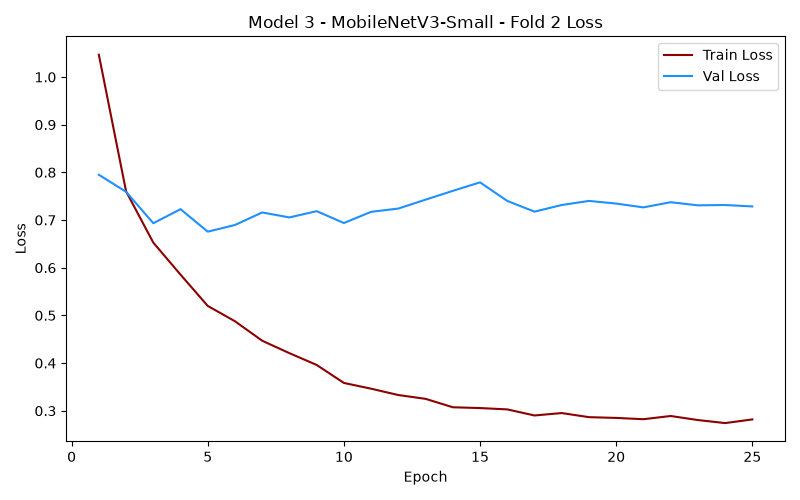 Model 3 - MobileNetV3-Small - Fold 2 Loss
Train Loss
Val Loss
Loss
1.0
0.9
0.8
0.7
0.6
0.5
0.4
0.3
0
5
10
15
20
25
Epoch